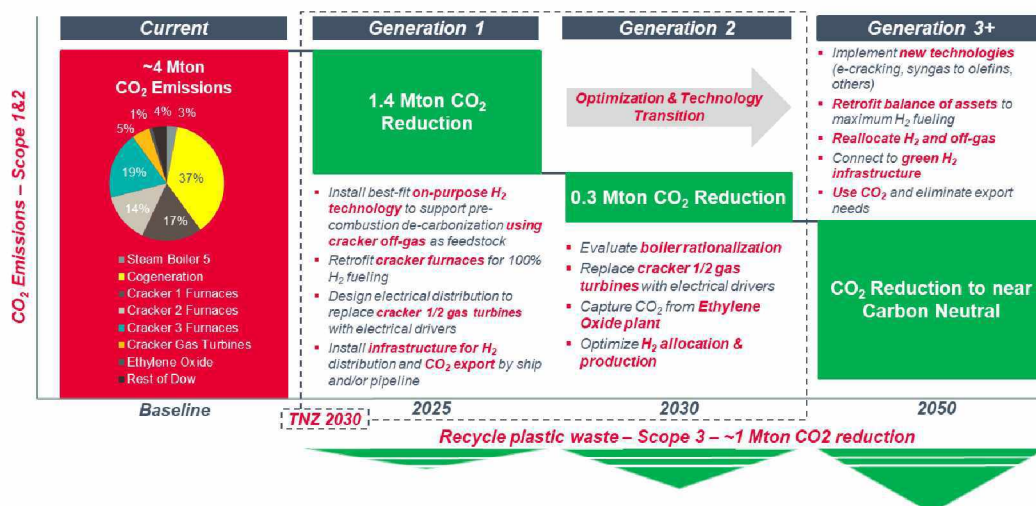 CO2 Emissions – Scope 1&2
Current
~4 Mton
CO2 Emissions
1%
4%
3%
5%
19%
37%
14%
17%
Steam Boiler 5
Cogeneration
Cracker 1 Furnaces
Cracker 2 Furnaces
Cracker 3 Furnaces
Cracker Gas Turbines
Ethylene Oxide
Rest of Dow
Baseline
Generation 1
1.4 Mton CO2
Reduction
Install best-fit on-purpose H2
technology to support pre-
combustion de-carbonization using
cracker off-gas as feedstock
Retrofit cracker furnaces for 100%
H2 fueling
Design electrical distribution to
replace cracker 1/2 gas turbines
with electrical drivers
Install infrastructure for H2
distribution and CO2 export by ship
and/or pipeline
2025
Generation 2
Optimization & Technology
Transition
0.3 Mton CO2 Reduction
Evaluate boiler rationalization
Replace cracker 1/2 gas
turbines with electrical drivers
Capture CO2 from Ethylene
Oxide plant
Optimize H2 allocation &
production
2030
Generation 3+
Implement new technologies
(e-cracking, syngas to olefins,
others)
Retrofit balance of assets to
maximum H2 fueling
Reallocate H2 and off-gas
Connect to green H2
infrastructure
Use CO2 and eliminate export
needs
CO2 Reduction to near
Carbon Neutral
2050
TNZ 2030
Recycle plastic waste – Scope 3 – ~1 Mton CO2 reduction